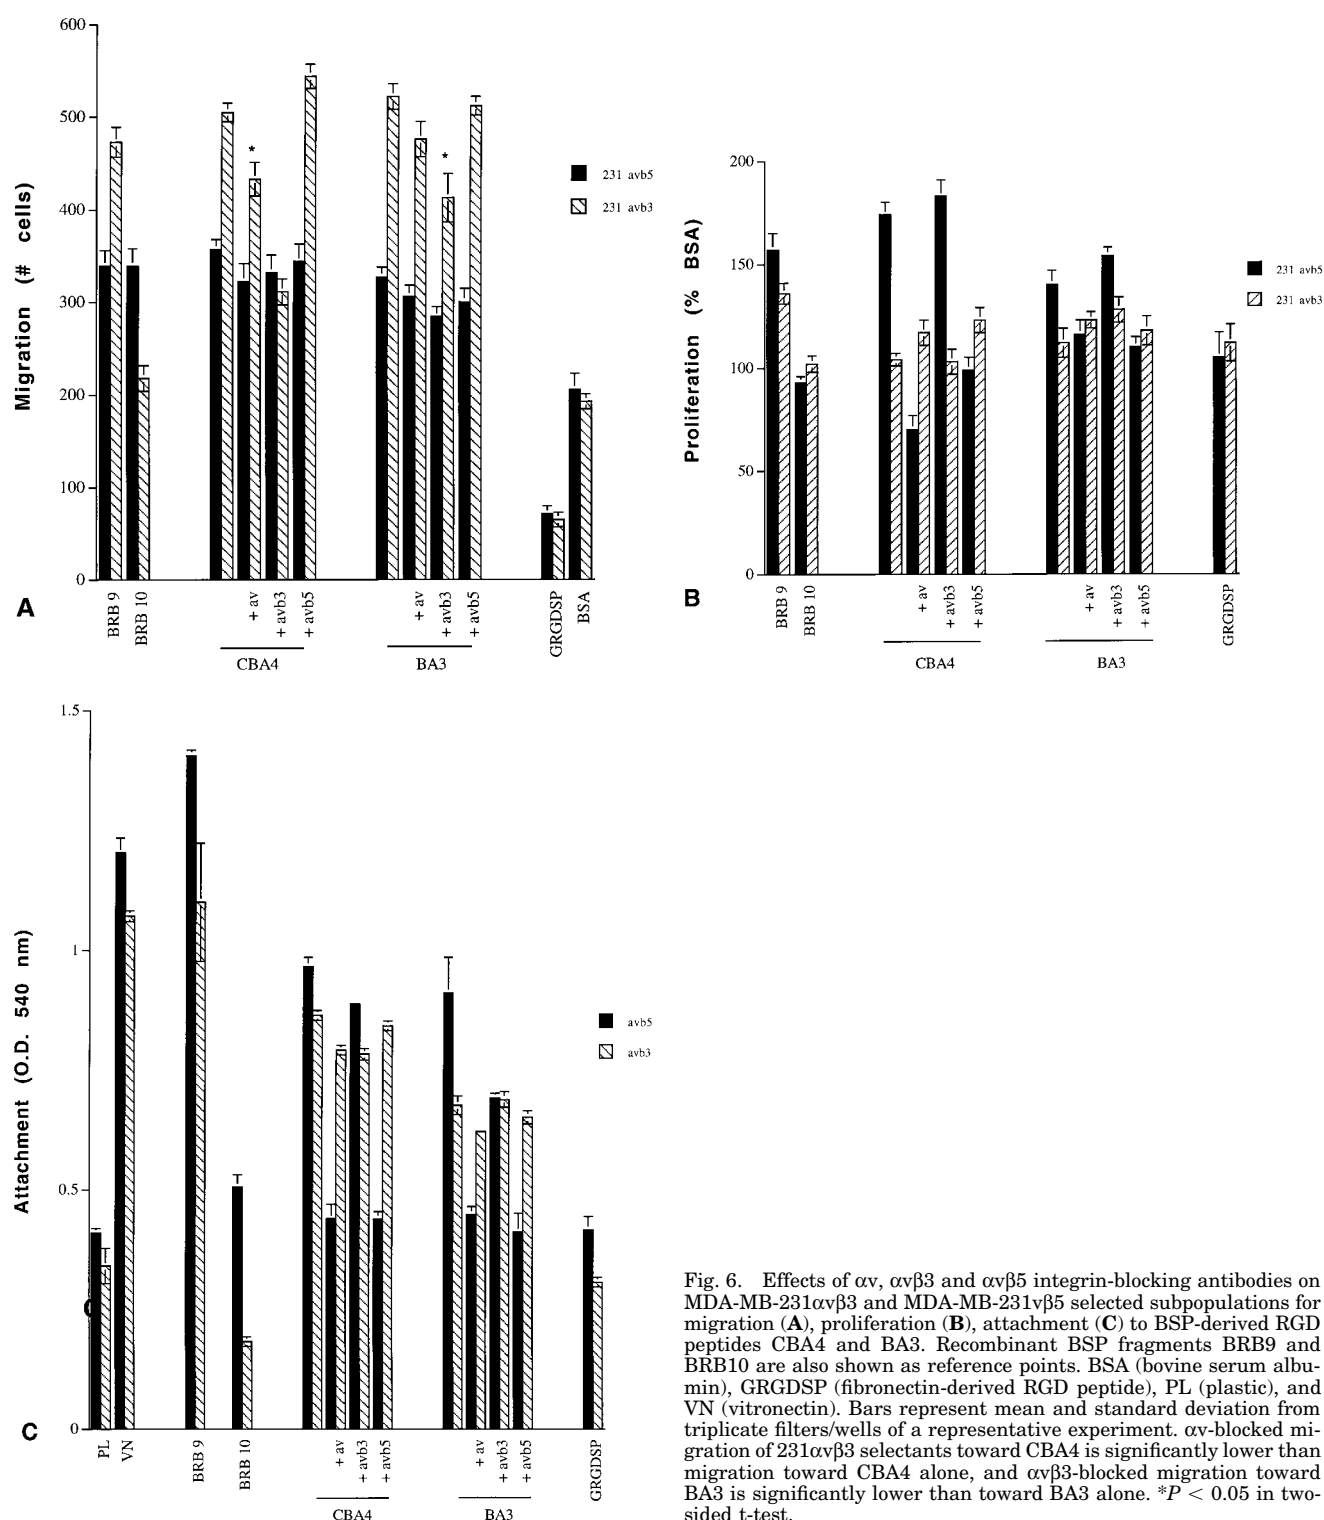 600
500
400
300
200
100
0
Migration (# cells)
*
*
231 avb5
231 avb3
BRB 9
BRB 10
+ av
+ avb3
+ avb5
CBA4
+ av
+ avb3
+ avb5
BA3
GRGDSP
BSA
A
200
150
100
50
0
Proliferation (% BSA)
231 avb5
231 avb3
BRB 9
BRB 10
+ av
+ avb3
+ avb5
CBA4
+ av
+ avb3
+ avb5
BA3
GRGDSP
B
1.5
1
0.5
0
Attachment (O.D. 540 nm)
avb5
avb3
PL
VN
BRB 9
BRB 10
+ av
+ avb3
+ avb5
CBA4
+ av
+ avb3
+ avb5
BA3
GRGDSP
C
Fig. 6. Effects of αv, αvβ3 and αvβ5 integrin-blocking antibodies on
MDA-MB-231αvβ3 and MDA-MB-231vβ5 selected subpopulations for
migration (A), proliferation (B), attachment (C) to BSP-derived RGD
peptides CBA4 and BA3. Recombinant BSP fragments BRB9 and
BRB10 are also shown as reference points. BSA (bovine serum albu-
min), GRGDSP (fibronectin-derived RGD peptide), PL (plastic), and
VN (vitronectin). Bars represent mean and standard deviation from
triplicate filters/wells of a representative experiment. αv-blocked mi-
gration of 231αvβ3 selectants toward CBA4 is significantly lower than
migration toward CBA4 alone, and αvβ3-blocked migration toward
BA3 is significantly lower than toward BA3 alone. *P < 0.05 in two-
sided t-test.